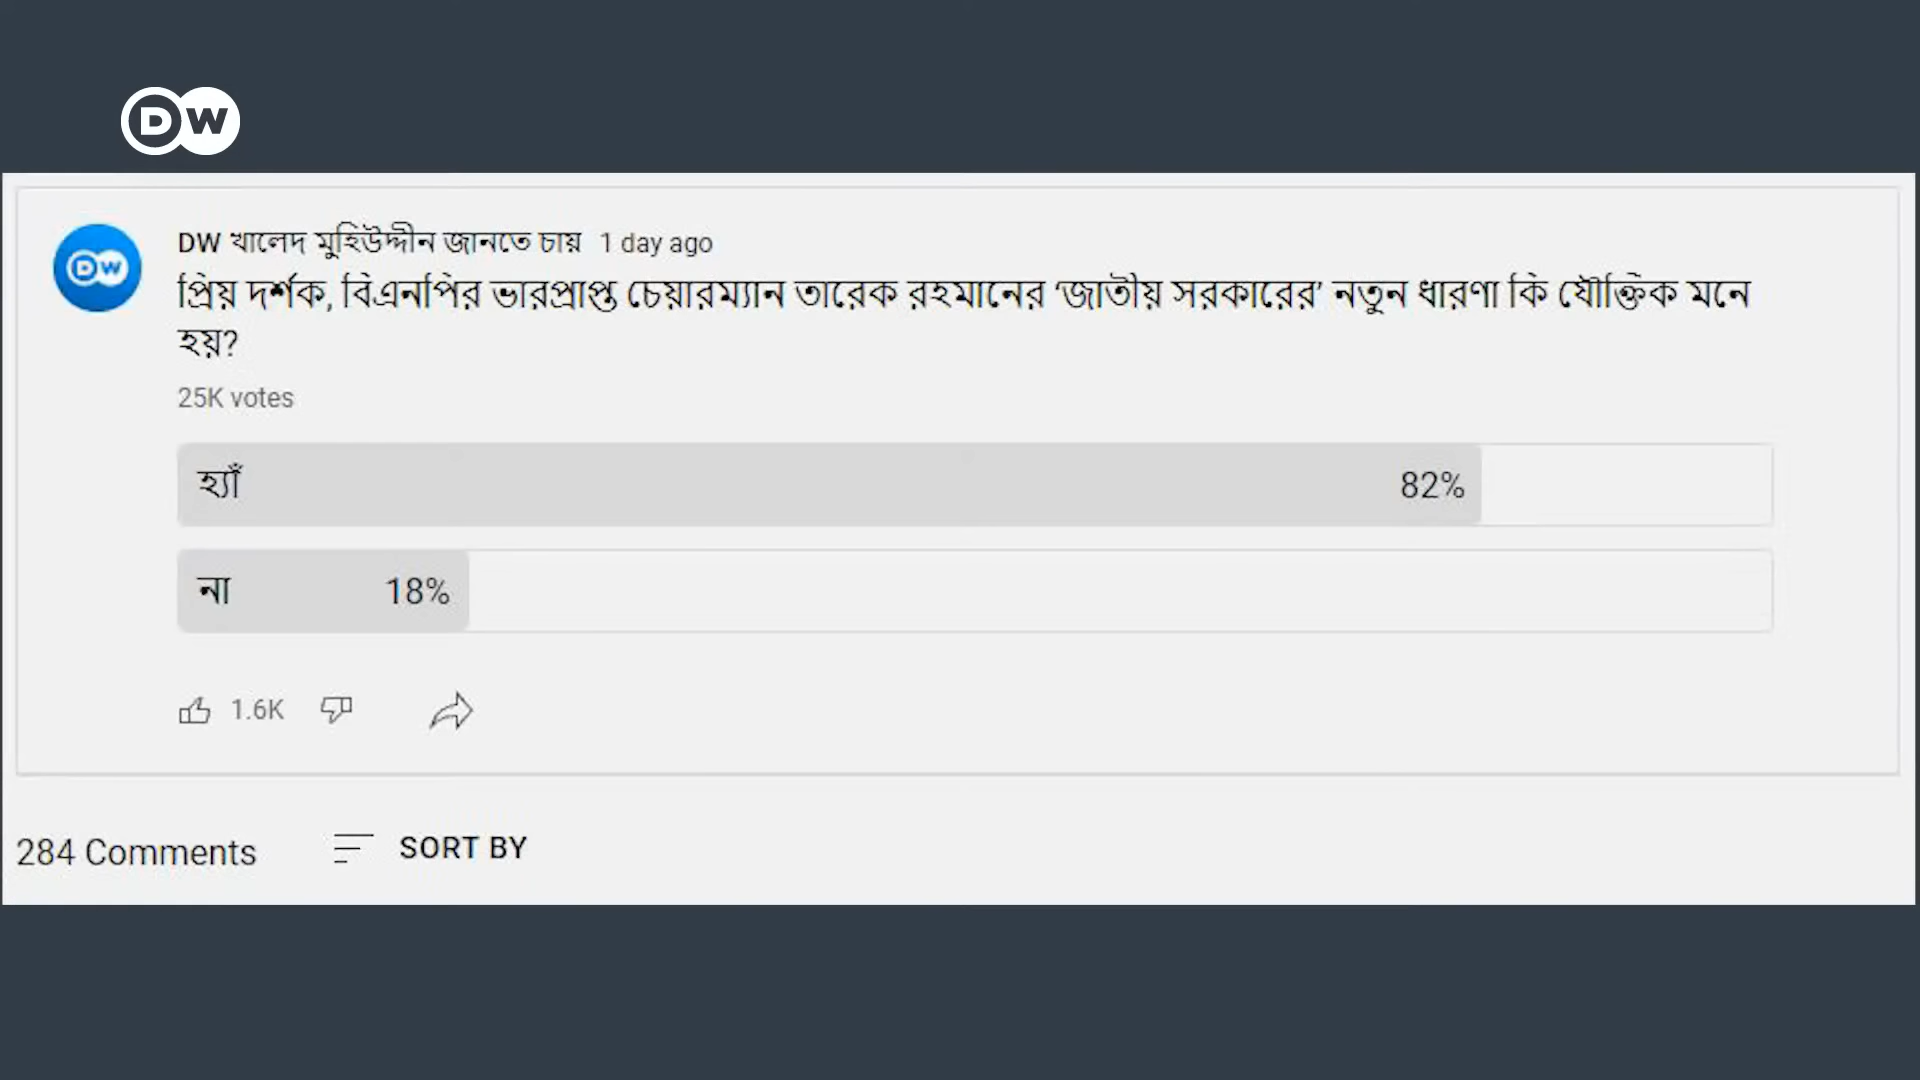 DW
DW
DW খালেদ মুহিউদ্দীন জানতে চায় 1 day ago
প্রিয় দর্শক, বিএনপির ভারপ্রাপ্ত চেয়ারম্যান তারেক রহমানের ‘জাতীয় সরকারের’ নতুন ধারণা কি যৌক্তিক মনে
হয়?
25K votes
হ্যাঁ 82%
না 18%
1.6K
284 Comments SORT BY